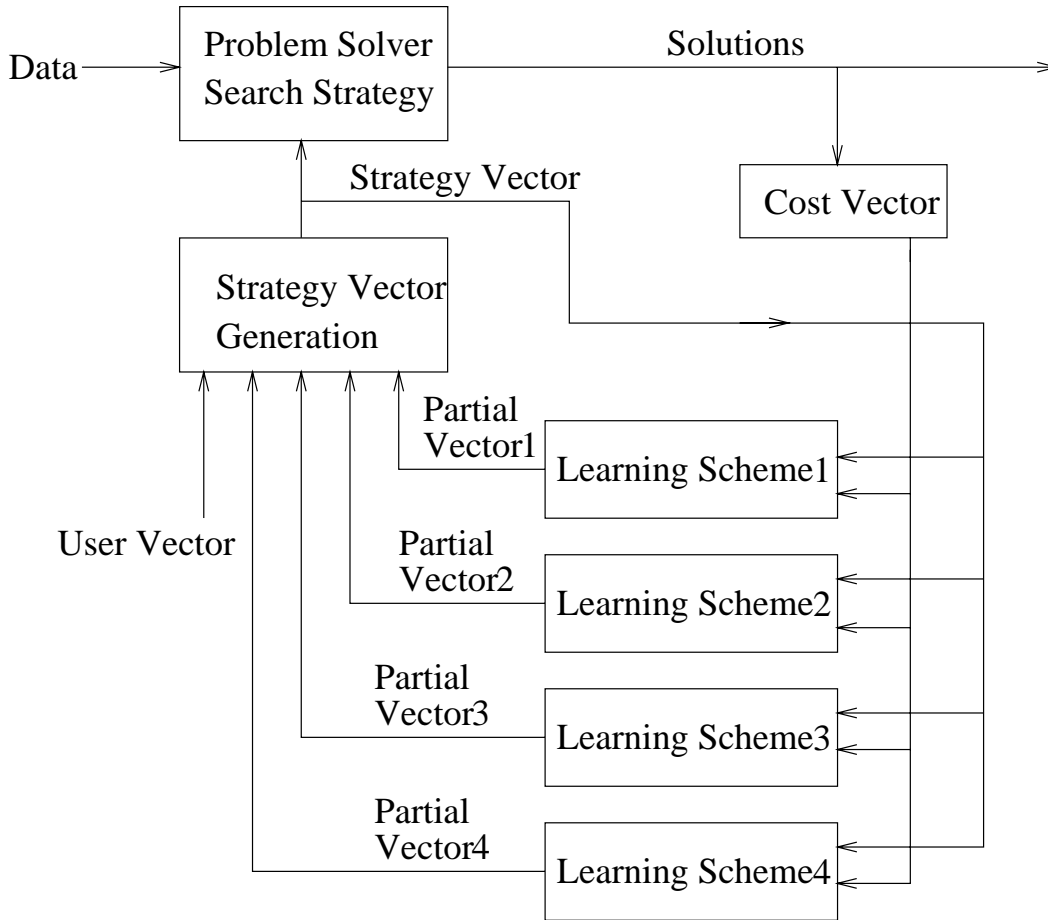 Data
Problem Solver
Search Strategy
Solutions
Strategy Vector
Cost Vector
Strategy Vector
Generation
Partial
Vector1
Learning Scheme1
User Vector
Partial
Vector2
Learning Scheme2
Partial
Vector3
Learning Scheme3
Partial
Vector4
Learning Scheme4